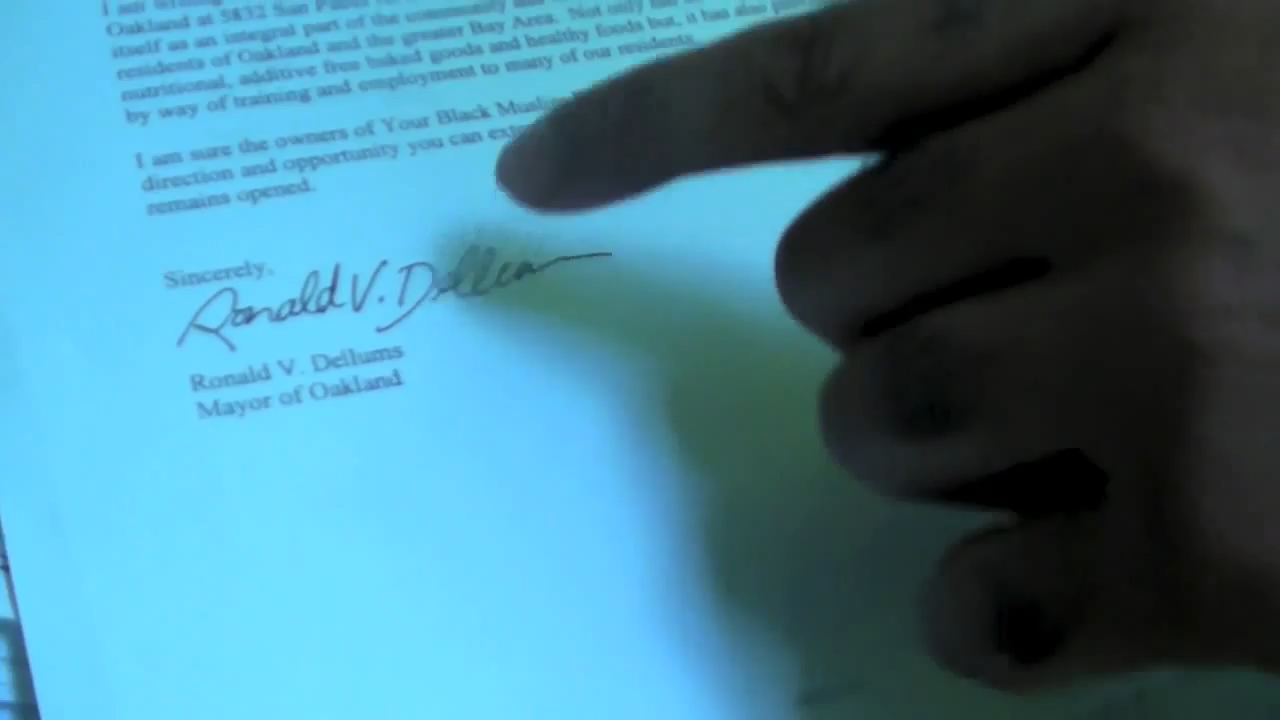 Oakland at 5832 San Pablo
itself as an integral part of the community
residents of Oakland and the greater Bay Area. Not only has
nutritional, additive free baked goods and healthy foods but, it has also
by way of training and employment to many of our residents.
I am sure the owners of Your Black Muslim
direction and opportunity you can
remains opened.
Sincerely,
Ronald V. Dellums
Ronald V. Dellums
Mayor of Oakland